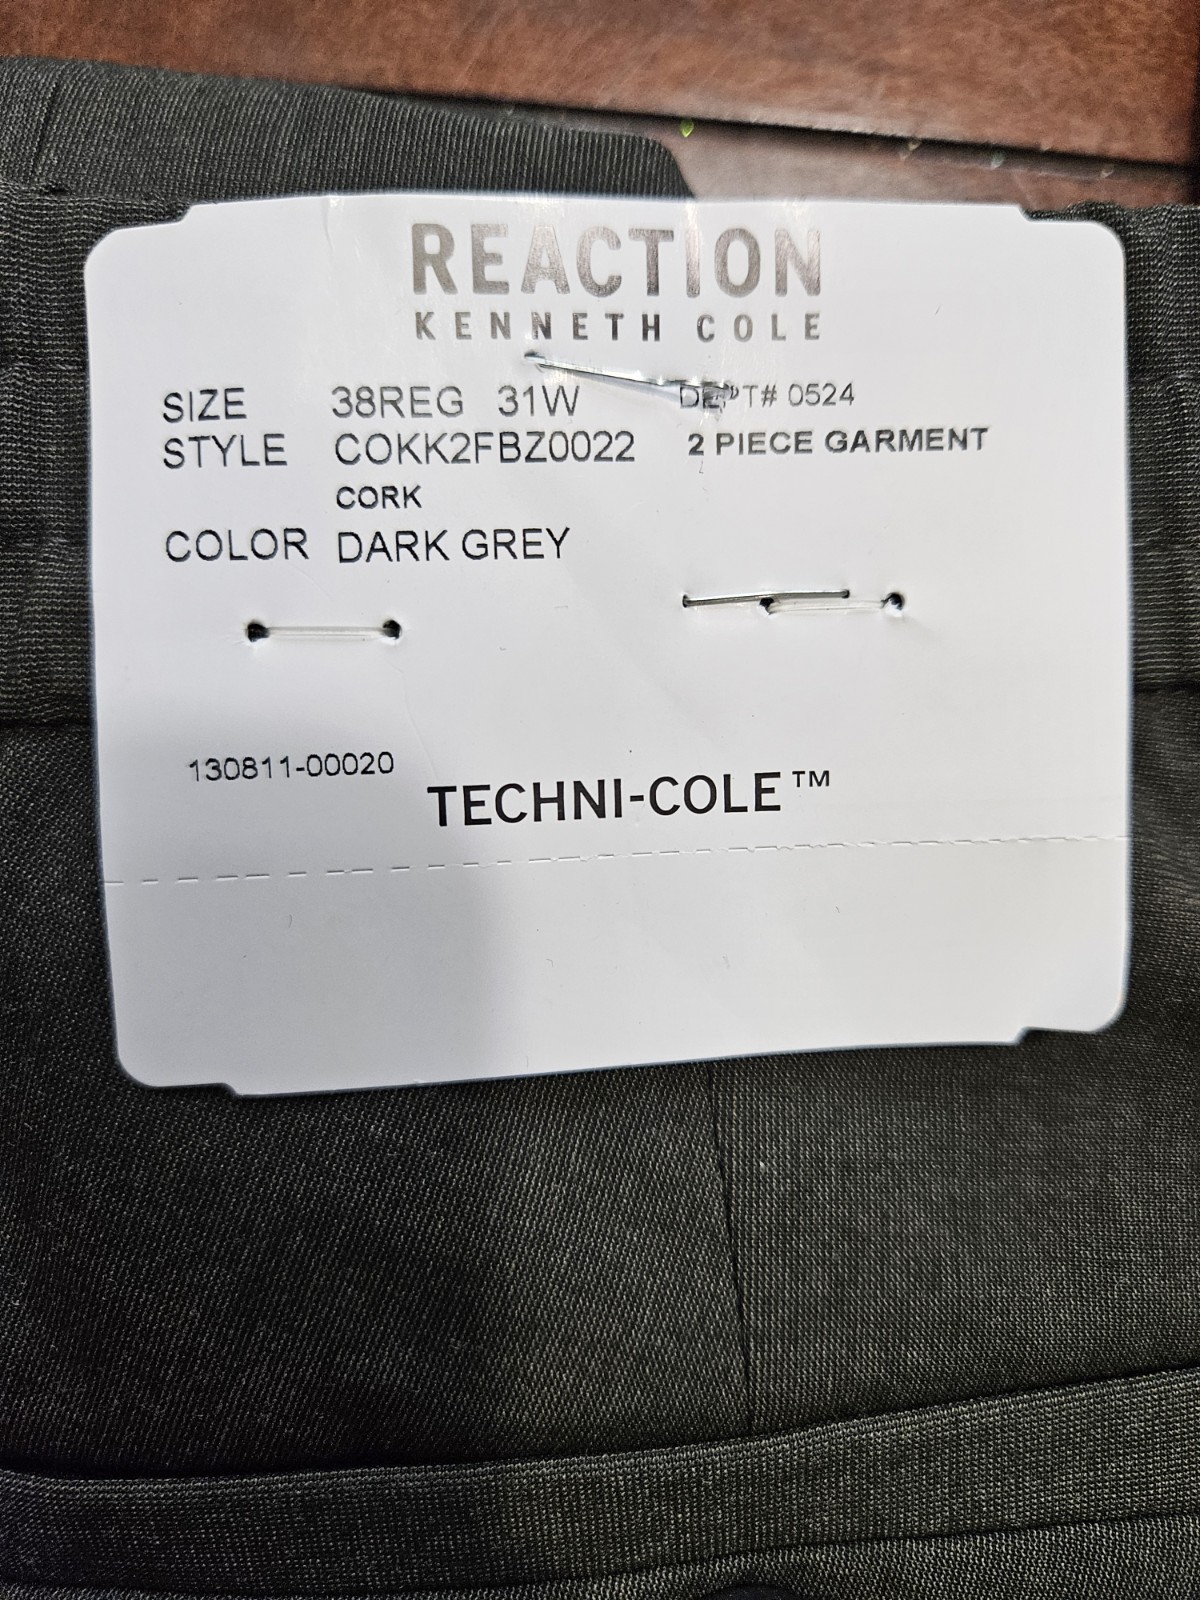 REACTION
KENNETH COLE
SIZE 38REG 31W DEPT# 0524
STYLE COKK2FBZ0022 2 PIECE GARMENT
CORK
COLOR DARK GREY
130811-00020
TECHNI-COLE™